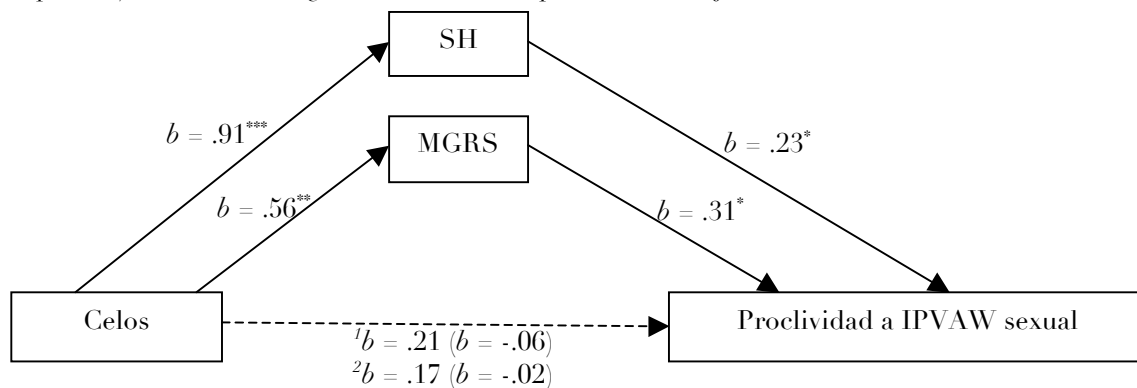 SH
b = .91***
b = .23*
MGRS
b = .56**
b = .31*
Celos
Proclividad a IPVAW sexual
¹b = .21 (b = -.06)
²b = .17 (b = -.02)